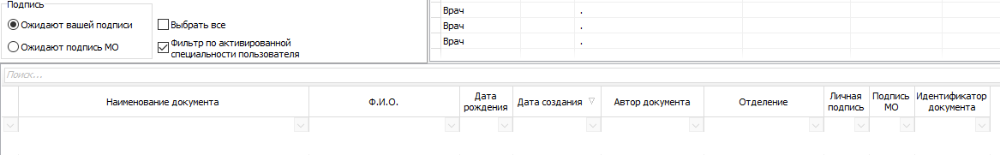 Подпись
Ожидают вашей подписи
Выбрать все
Ожидают подпись МО
Фильтр по активированной
специальности пользователя
Врач .
Врач .
Врач .
Поиск...
Наименование документа
Ф.И.О.
Дата
рождения
Дата создания
Автор документа
Отделение
Личная
подпись
Подпись
МО
Идентификатор
документа